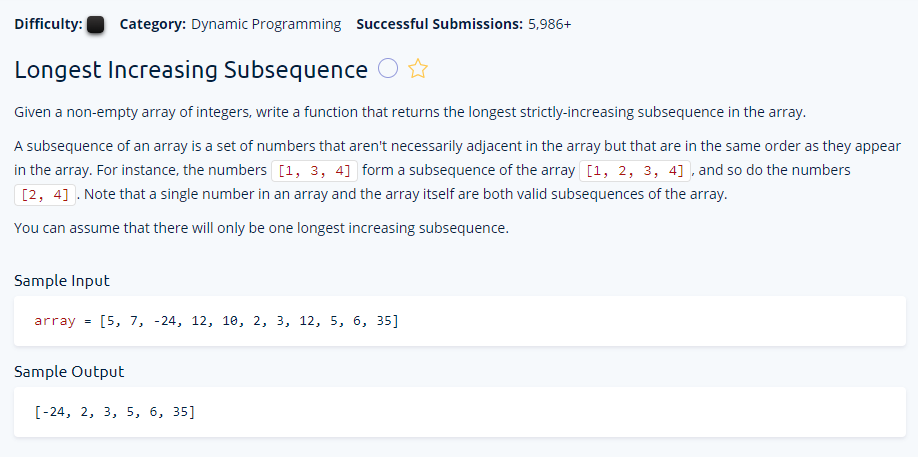 Difficulty: Category: Dynamic Programming Successful Submissions: 5,986+
Longest Increasing Subsequence
Given a non-empty array of integers, write a function that returns the longest strictly-increasing subsequence in the array.
A subsequence of an array is a set of numbers that aren't necessarily adjacent in the array but that are in the same order as they appear
in the array. For instance, the numbers [1, 3, 4] form a subsequence of the array [1, 2, 3, 4] , and so do the numbers
[2, 4] . Note that a single number in an array and the array itself are both valid subsequences of the array.
You can assume that there will only be one longest increasing subsequence.
Sample Input
array = [5, 7, -24, 12, 10, 2, 3, 12, 5, 6, 35]
Sample Output
[-24, 2, 3, 5, 6, 35]